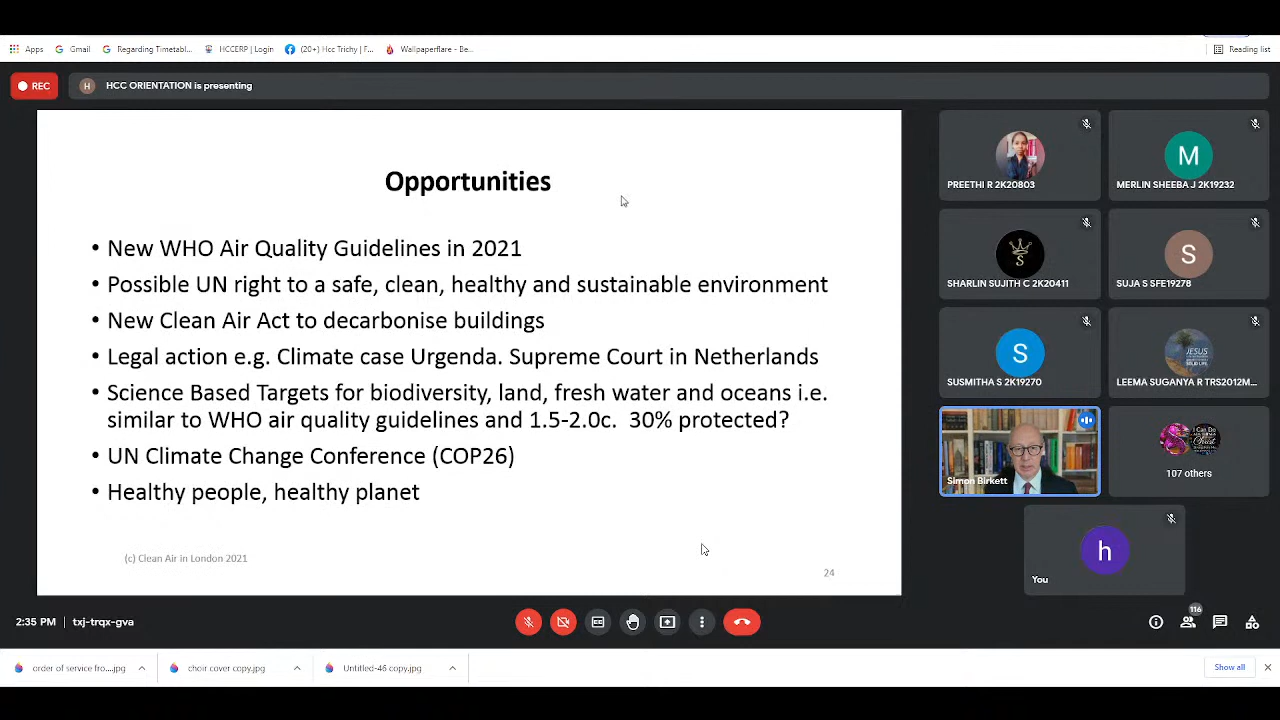 Apps
Gmail
Regarding Timetabl...
HCCERP | Login
(20+) Hcc Trichy | F...
Wallpaperflare - Be...
Reading list
REC
H
HCC ORIENTATION is presenting
Opportunities
• New WHO Air Quality Guidelines in 2021
• Possible UN right to a safe, clean, healthy and sustainable environment
• New Clean Air Act to decarbonise buildings
• Legal action e.g. Climate case Urgenda. Supreme Court in Netherlands
• Science Based Targets for biodiversity, land, fresh water and oceans i.e.
similar to WHO air quality guidelines and 1.5-2.0c. 30% protected?
• UN Climate Change Conference (COP26)
• Healthy people, healthy planet
(c) Clean Air in London 2021
24
PREETHI R 2K20803
M
MERLIN SHEEBA J 2K19232
S
SHARLIN SUJITH C 2K20411
S
SUJA S SFE19278
S
SUSMITHA S 2K19270
JESUS
LEEMA SUGANYA R TRS2012M...
Simon Birkett
I Can Do
Christ
107 others
h
You
2:35 PM | txj-trqx-gva
116
order of service fro....jpg
choir cover copy.jpg
Untitled-46 copy.jpg
Show all